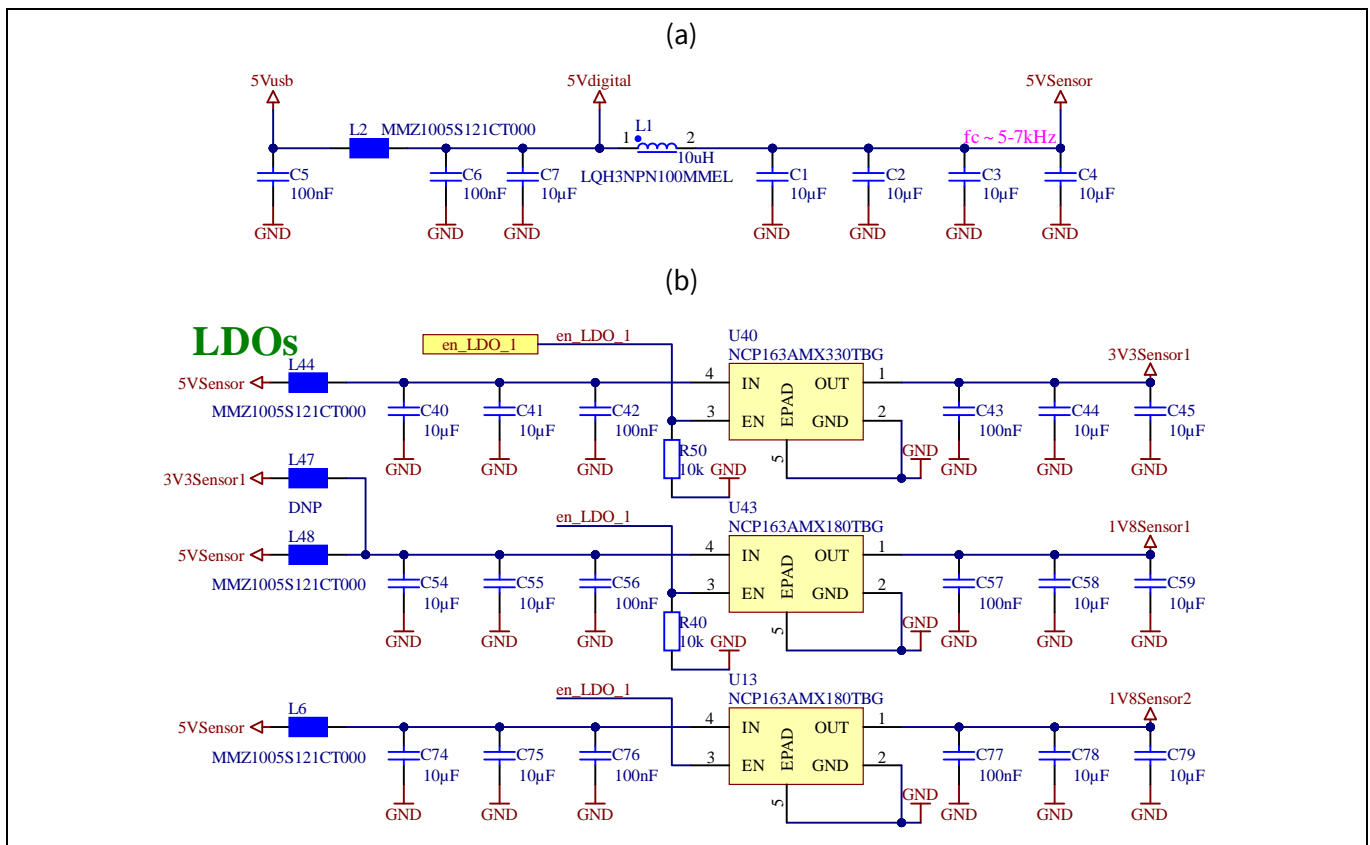 (a)
5Vusb
5Vdigital
5VSensor
L2
MMZ1005S121CT000
L1
1
2
10uH
LQH3NPN100MMEL
fc ~ 5-7kHz
C5
100nF
C6
100nF
C7
10µF
C1
10µF
C2
10µF
C3
10µF
C4
10µF
GND
GND
GND
GND
GND
GND
GND
(b)
LDOs
en_LDO_1
en_LDO_1
U40
NCP163AMX330TBG
5VSensor
L44
MMZ1005S121CT000
C40
10µF
C41
10µF
C42
100nF
4
IN
OUT
1
3
EN
EPAD
GND
2
5
R50
10k
GND
GND
C43
100nF
C44
10µF
C45
10µF
3V3Sensor1
GND
GND
GND
GND
GND
GND
3V3Sensor1
L47
DNP
5VSensor
L48
MMZ1005S121CT000
en_LDO_1
U43
NCP163AMX180TBG
C54
10µF
C55
10µF
C56
100nF
4
IN
OUT
1
3
EN
EPAD
GND
2
5
R40
10k
GND
GND
C57
100nF
C58
10µF
C59
10µF
1V8Sensor1
GND
GND
GND
GND
GND
GND
en_LDO_1
U13
NCP163AMX180TBG
5VSensor
L6
MMZ1005S121CT000
C74
10µF
C75
10µF
C76
100nF
4
IN
OUT
1
3
EN
EPAD
GND
2
5
GND
C77
100nF
C78
10µF
C79
10µF
1V8Sensor2
GND
GND
GND
GND
GND
GND